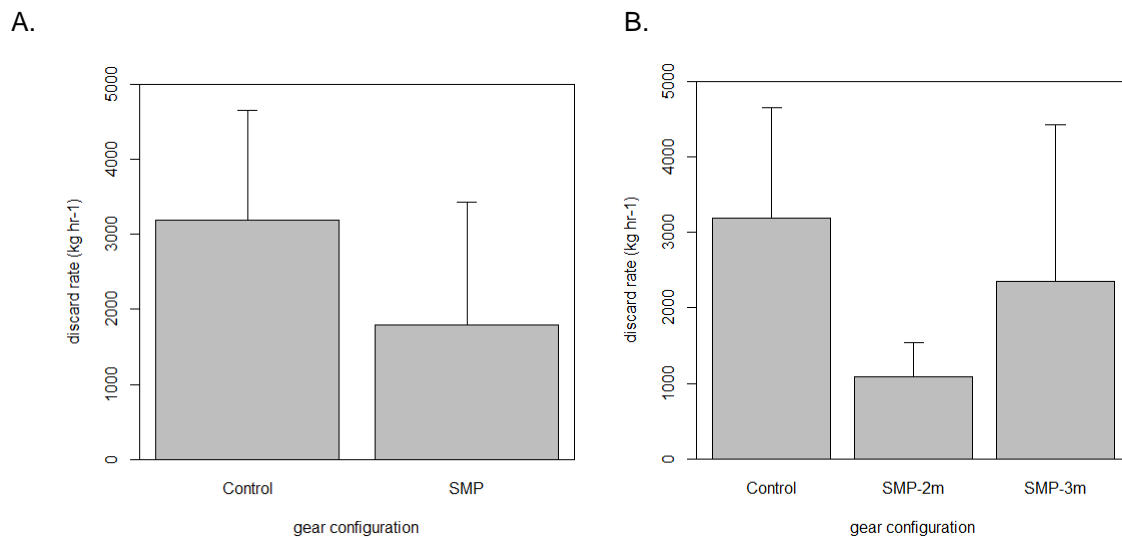 A.
discard rate (kg hr-1)
5000
4000
3000
2000
1000
0
Control SMP
gear configuration
B.
discard rate (kg hr-1)
5000
4000
3000
2000
1000
0
Control SMP-2m SMP-3m
gear configuration